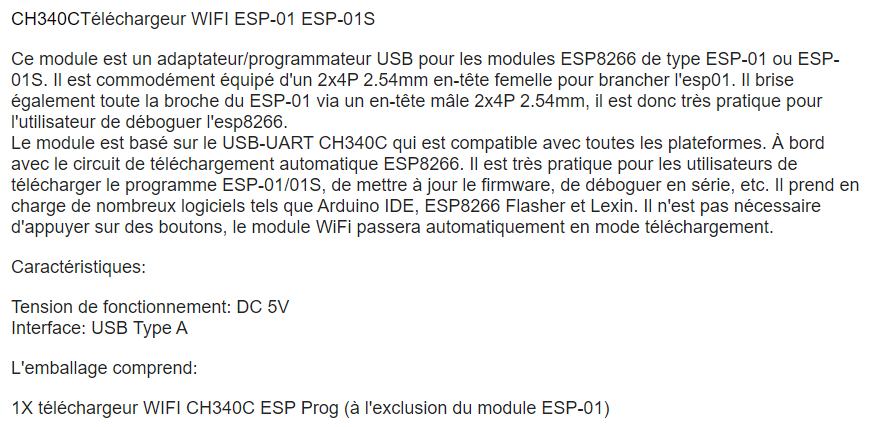 CH340CTéléchargeur WIFI ESP-01 ESP-01S
Ce module est un adaptateur/programmateur USB pour les modules ESP8266 de type ESP-01 ou ESP-
01S. Il est commodément équipé d'un 2x4P 2.54mm en-tête femelle pour brancher l'esp01. Il brise
également toute la broche du ESP-01 via un en-tête mâle 2x4P 2.54mm, il est donc très pratique pour
l'utilisateur de déboguer l'esp8266.
Le module est basé sur le USB-UART CH340C qui est compatible avec toutes les plateformes. À bord
avec le circuit de téléchargement automatique ESP8266. Il est très pratique pour les utilisateurs de
télécharger le programme ESP-01/01S, de mettre à jour le firmware, de déboguer en série, etc. Il prend en
charge de nombreux logiciels tels que Arduino IDE, ESP8266 Flasher et Lexin. Il n'est pas nécessaire
d'appuyer sur des boutons, le module WiFi passera automatiquement en mode téléchargement.
Caractéristiques:
Tension de fonctionnement: DC 5V
Interface: USB Type A
L'emballage comprend:
1X téléchargeur WIFI CH340C ESP Prog (à l'exclusion du module ESP-01)